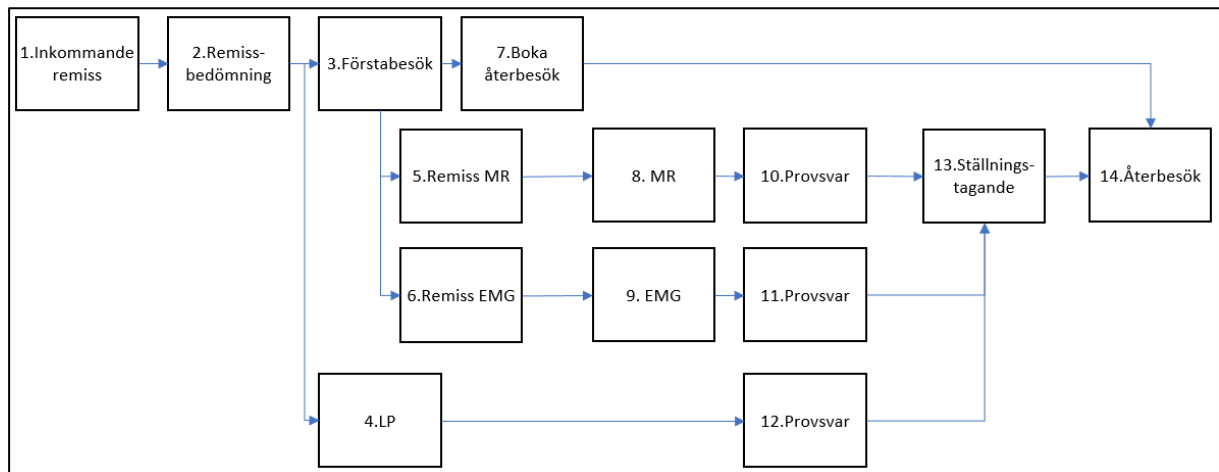 1.Inkommande
remiss
2.Remiss-
bedömning
3.Förstabesök
7.Boka
återbesök
5.Remiss MR
8. MR
10.Provsvar
13.Ställnings-
tagande
14.Återbesök
6.Remiss EMG
9. EMG
11.Provsvar
4.LP
12.Provsvar